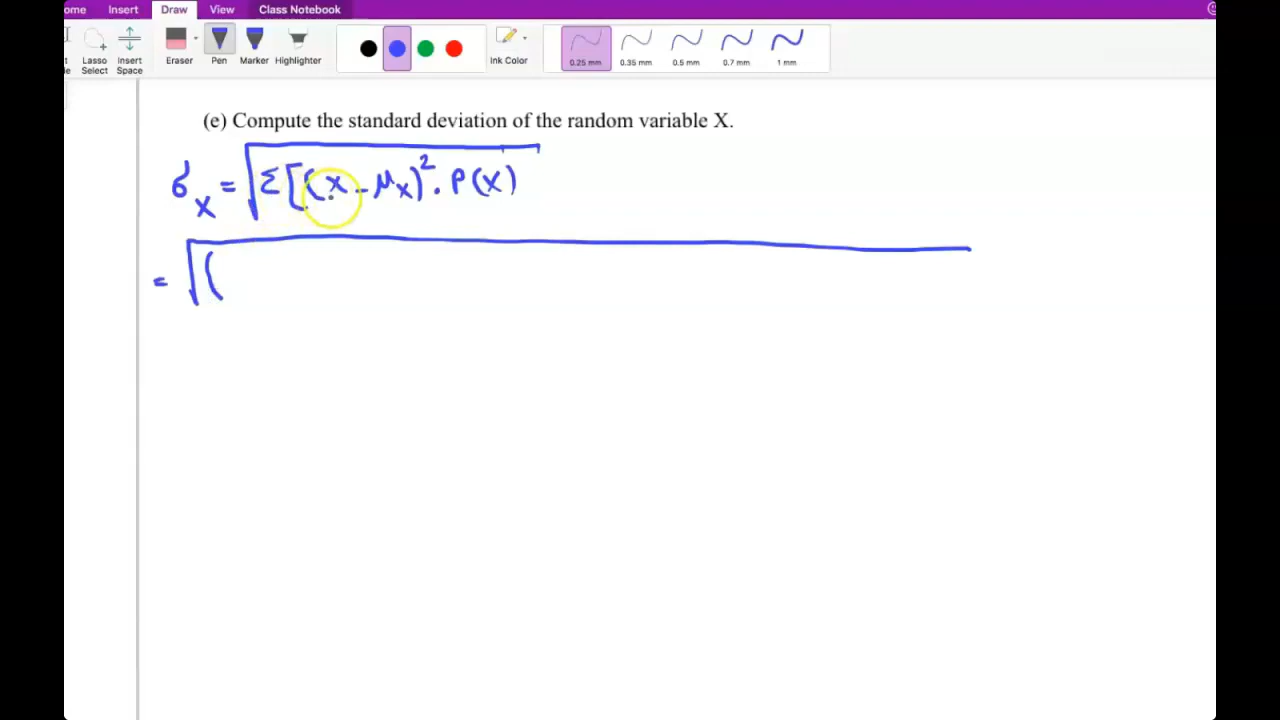 ome Insert Draw View Class Notebook
Eraser Lasso Select Insert Space Pen Marker Highlighter Ink Color 0.25 mm 0.35 mm 0.5 mm 0.7 mm 1 mm
(e) Compute the standard deviation of the random variable X.
σ_x = √Σ[(x - μ_x)² · P(x)
= √(